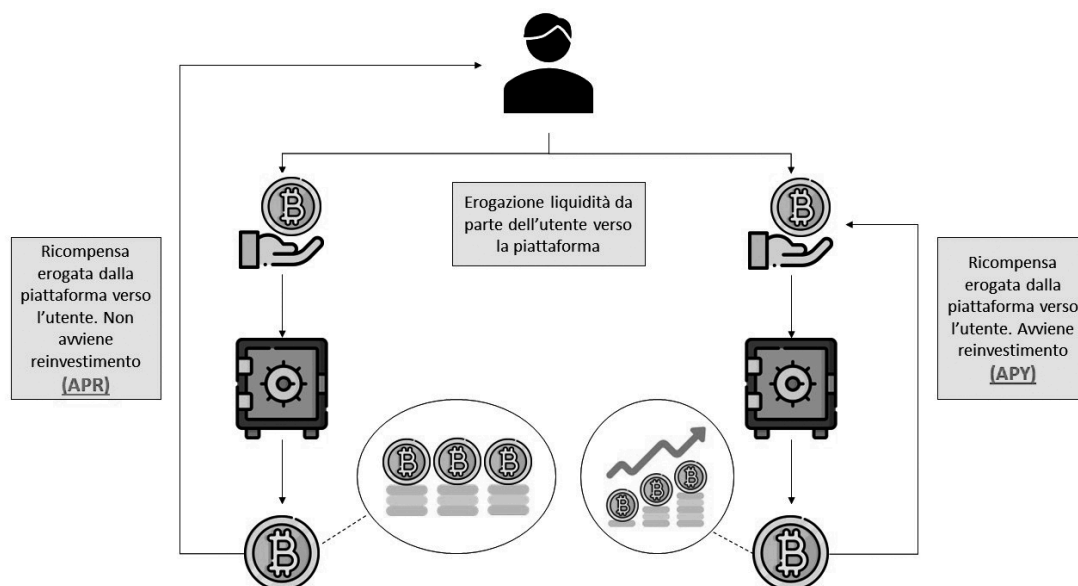 Erogazione liquidità da
parte dell’utente verso
la piattaforma
Ricompensa
erogata dalla
piattaforma verso
l’utente. Non
avviene
reinvestimento
(APR)
Ricompensa
erogata dalla
piattaforma verso
l’utente. Avviene
reinvestimento
(APY)